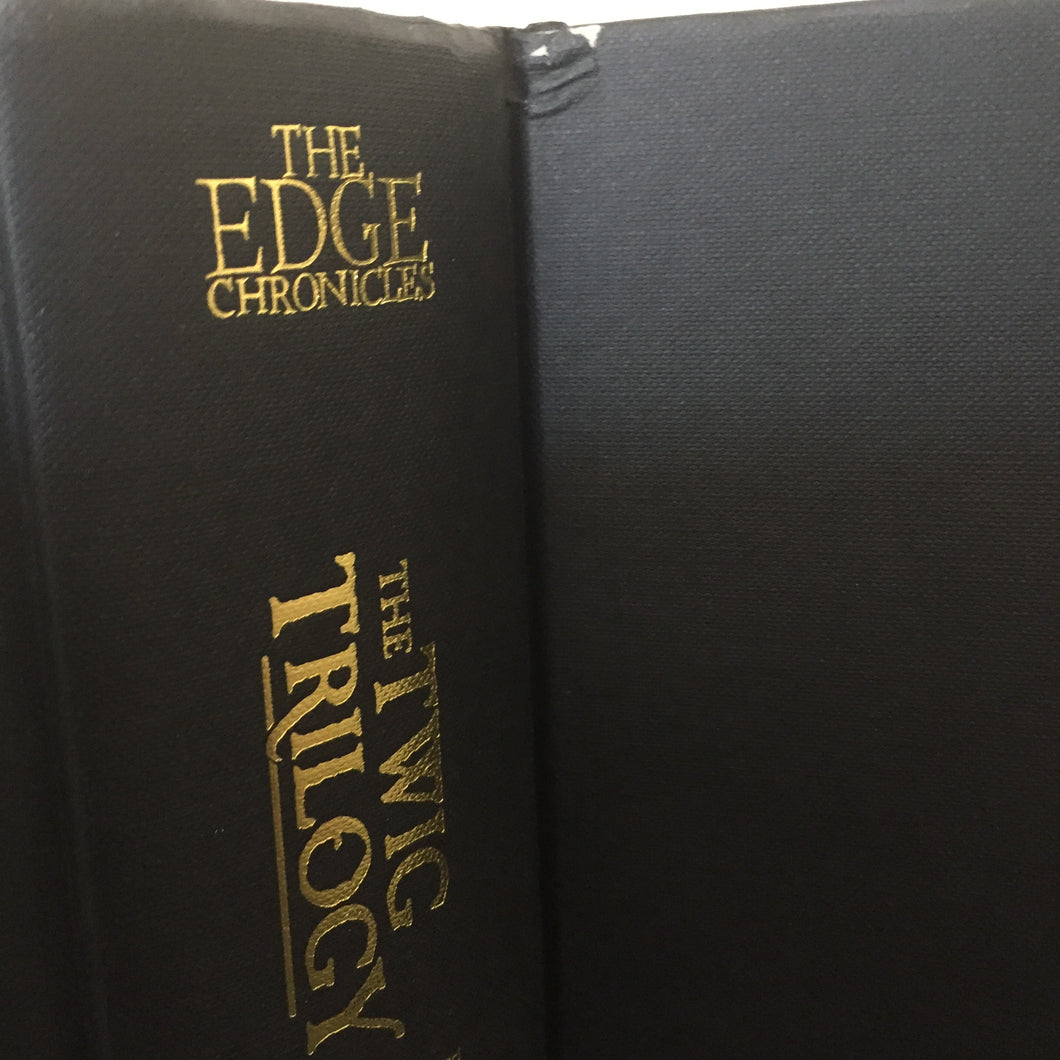 THE
EDGE
CHRONICLES
THE TWIG
TRILOGY